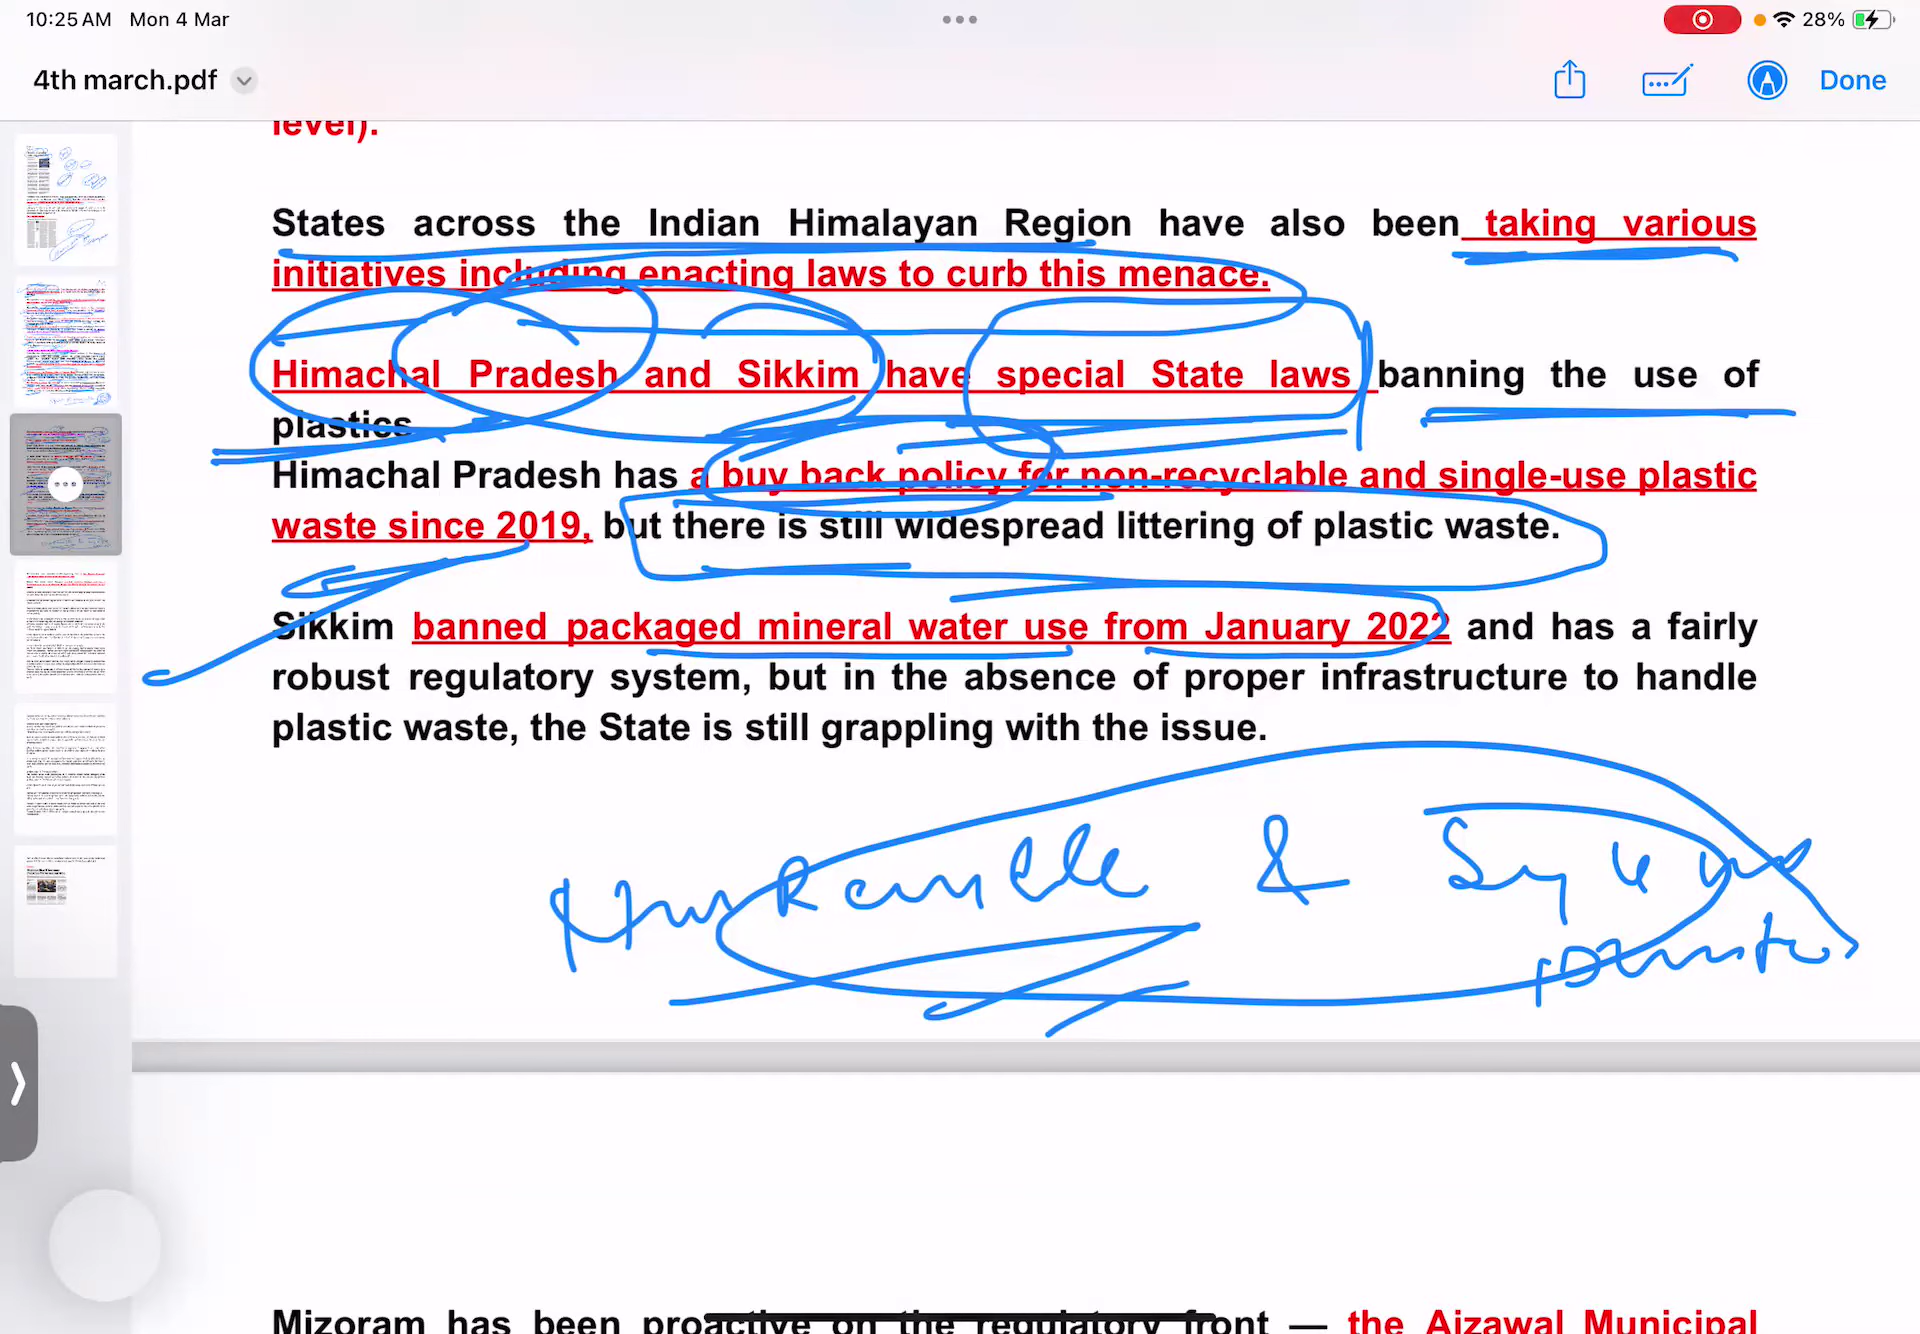 10:25 AM Mon 4 Mar
28%
4th march.pdf
Done
level).
States across the Indian Himalayan Region have also been taking various
initiatives including enacting laws to curb this menace.
Himachal Pradesh and Sikkim have special State laws banning the use of
plastics
Himachal Pradesh has a buy back policy for non-recyclable and single-use plastic
waste since 2019, but there is still widespread littering of plastic waste.
Sikkim banned packaged mineral water use from January 2022 and has a fairly
robust regulatory system, but in the absence of proper infrastructure to handle
plastic waste, the State is still grappling with the issue.
&
Mizoram has been proactive on the regulatory front — the Aizawal Municipal